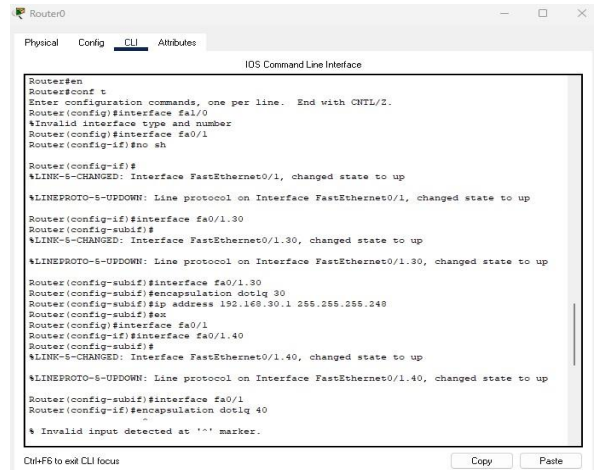 Router0
Physical Config CLI Attributes
IOS Command Line Interface
Router#en
Router#conf t
Enter configuration commands, one per line. End with CNTL/Z.
Router(config)#interface fa1/0
%Invalid interface type and number
Router(config)#interface fa0/1
Router(config-if)#no sh
Router(config-if)#
%LINK-5-CHANGED: Interface FastEthernet0/1, changed state to up
%LINEPROTO-5-UPDOWN: Line protocol on Interface FastEthernet0/1, changed state to up
Router(config-if)#interface fa0/1.30
Router(config-subif)#
%LINK-5-CHANGED: Interface FastEthernet0/1.30, changed state to up
%LINEPROTO-5-UPDOWN: Line protocol on Interface FastEthernet0/1.30, changed state to up
Router(config-subif)#interface fa0/1.30
Router(config-subif)#encapsulation dot1q 30
Router(config-subif)#ip address 192.168.30.1 255.255.255.248
Router(config-subif)#ex
Router(config)#interface fa0/1
Router(config-if)#interface fa0/1.40
Router(config-subif)#
%LINK-5-CHANGED: Interface FastEthernet0/1.40, changed state to up
%LINEPROTO-5-UPDOWN: Line protocol on Interface FastEthernet0/1.40, changed state to up
Router(config-subif)#interface fa0/1
Router(config-if)#encapsulation dot1q 40
^
% Invalid input detected at '^' marker.
Ctrl+F6 to exit CLI focus
Copy Paste